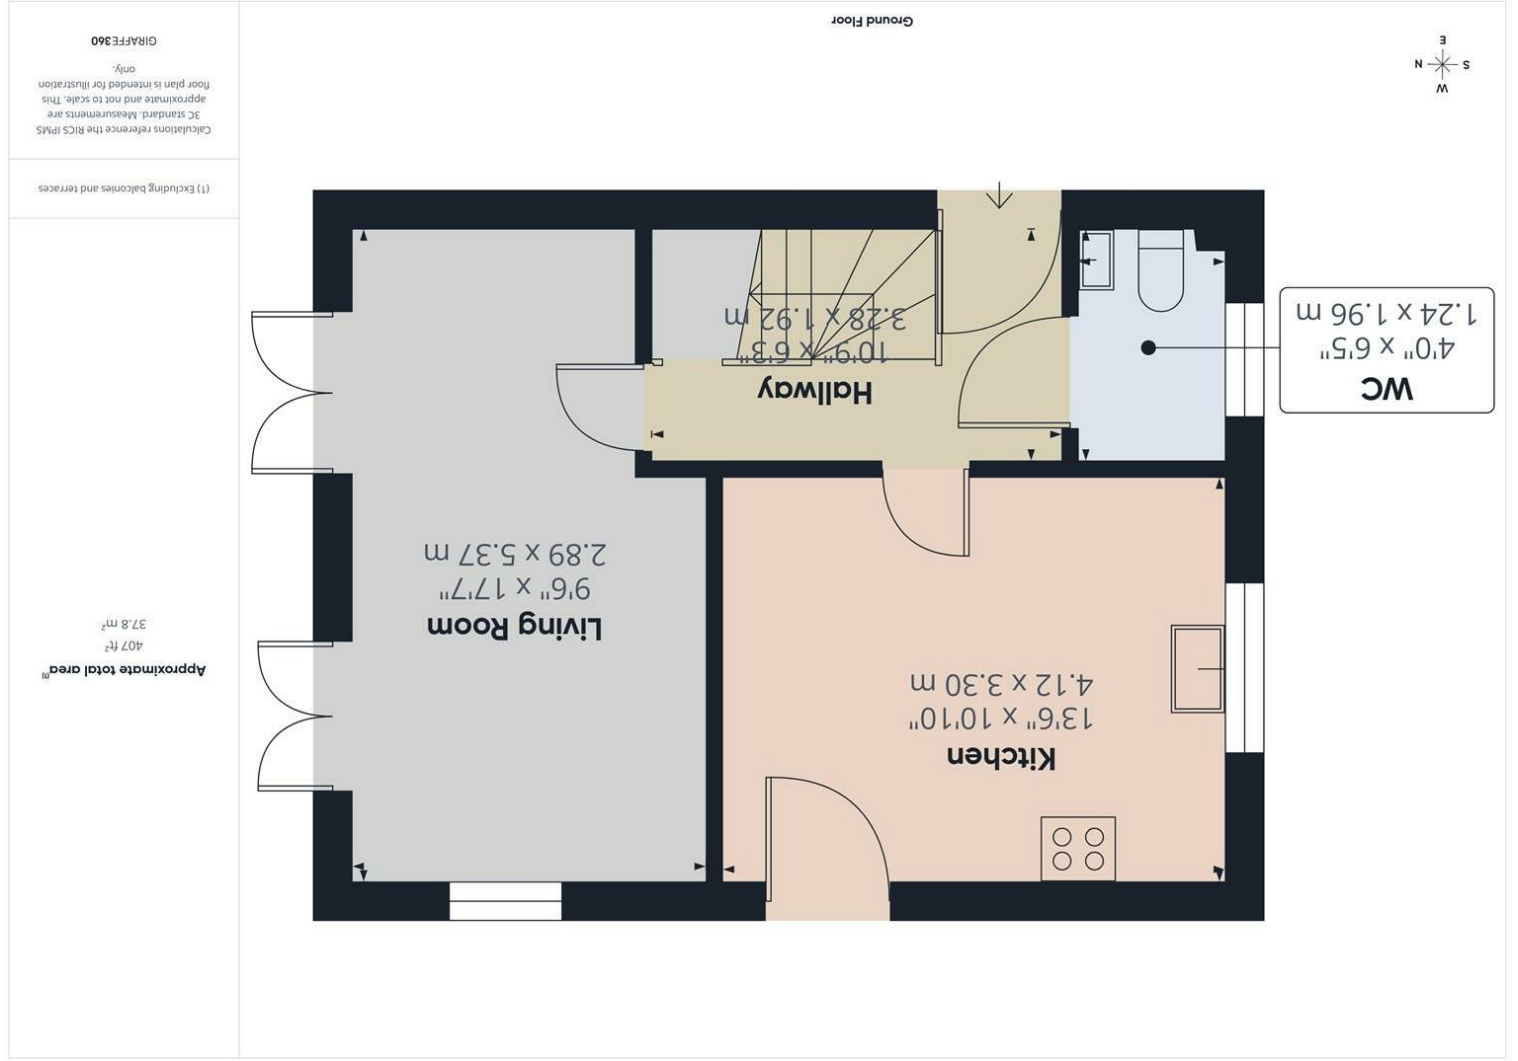 WC
4'0" x 6'5"
1.24 x 1.96 m
Kitchen
13'6" x 10'10"
4.12 x 3.30 m
Living Room
9'6" x 17'7"
2.89 x 5.37 m
Hallway
10'9" x 6'3"
3.28 x 1.92 m
W
S
N
E
Ground Floor
Approximate total area(1)
407 ft²
37.8 m²
(1) Excluding balconies and terraces
Calculations reference the RICS IPMS
3C standard. Measurements are
approximate and not to scale. This
floor plan is intended for illustration
only.
GIRAFFE360